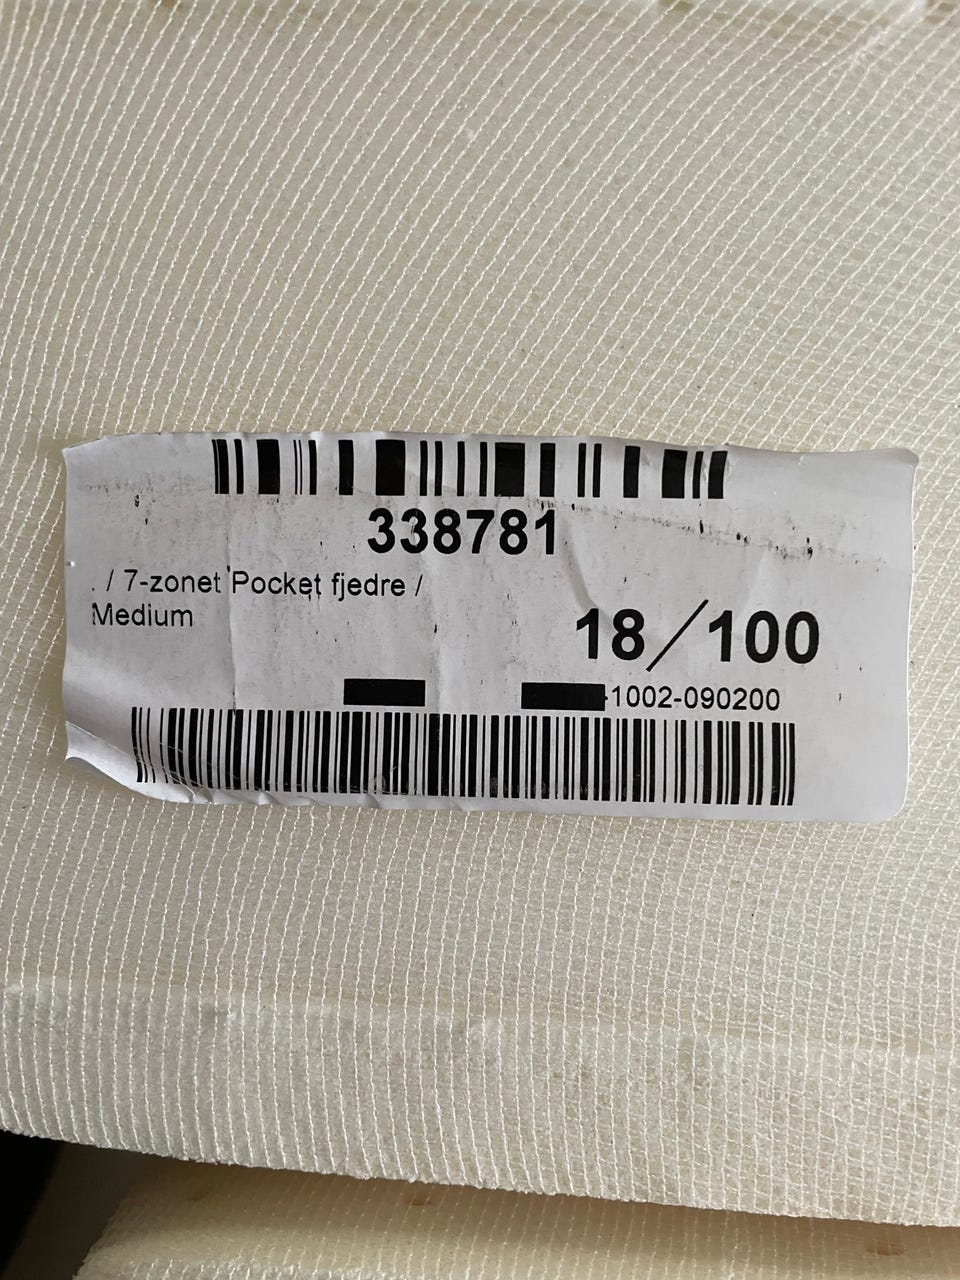 338781
. / 7-zonet Pocket fjedre /
Medium
18/100
-1002-090200